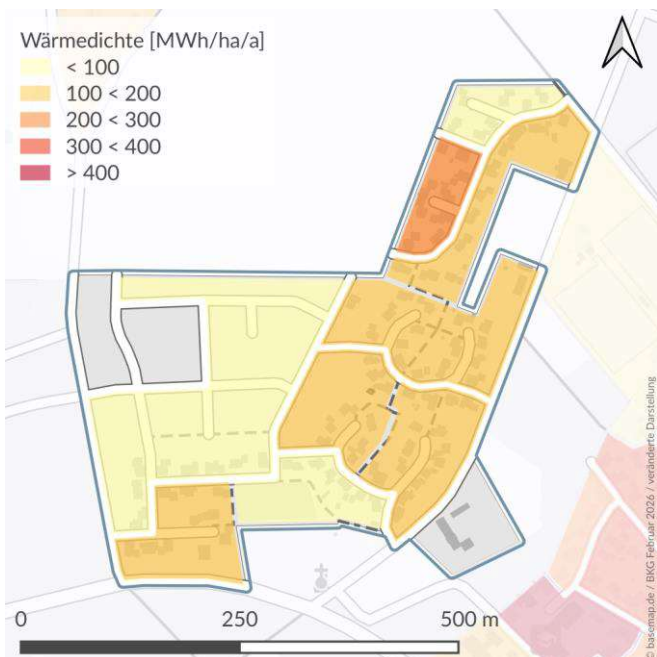 Wärmedichte [MWh/ha/a]
< 100
100 < 200
200 < 300
300 < 400
> 400
0 250 500 m
© basemap.de / BKG Februar 2026 / veränderte Darstellung